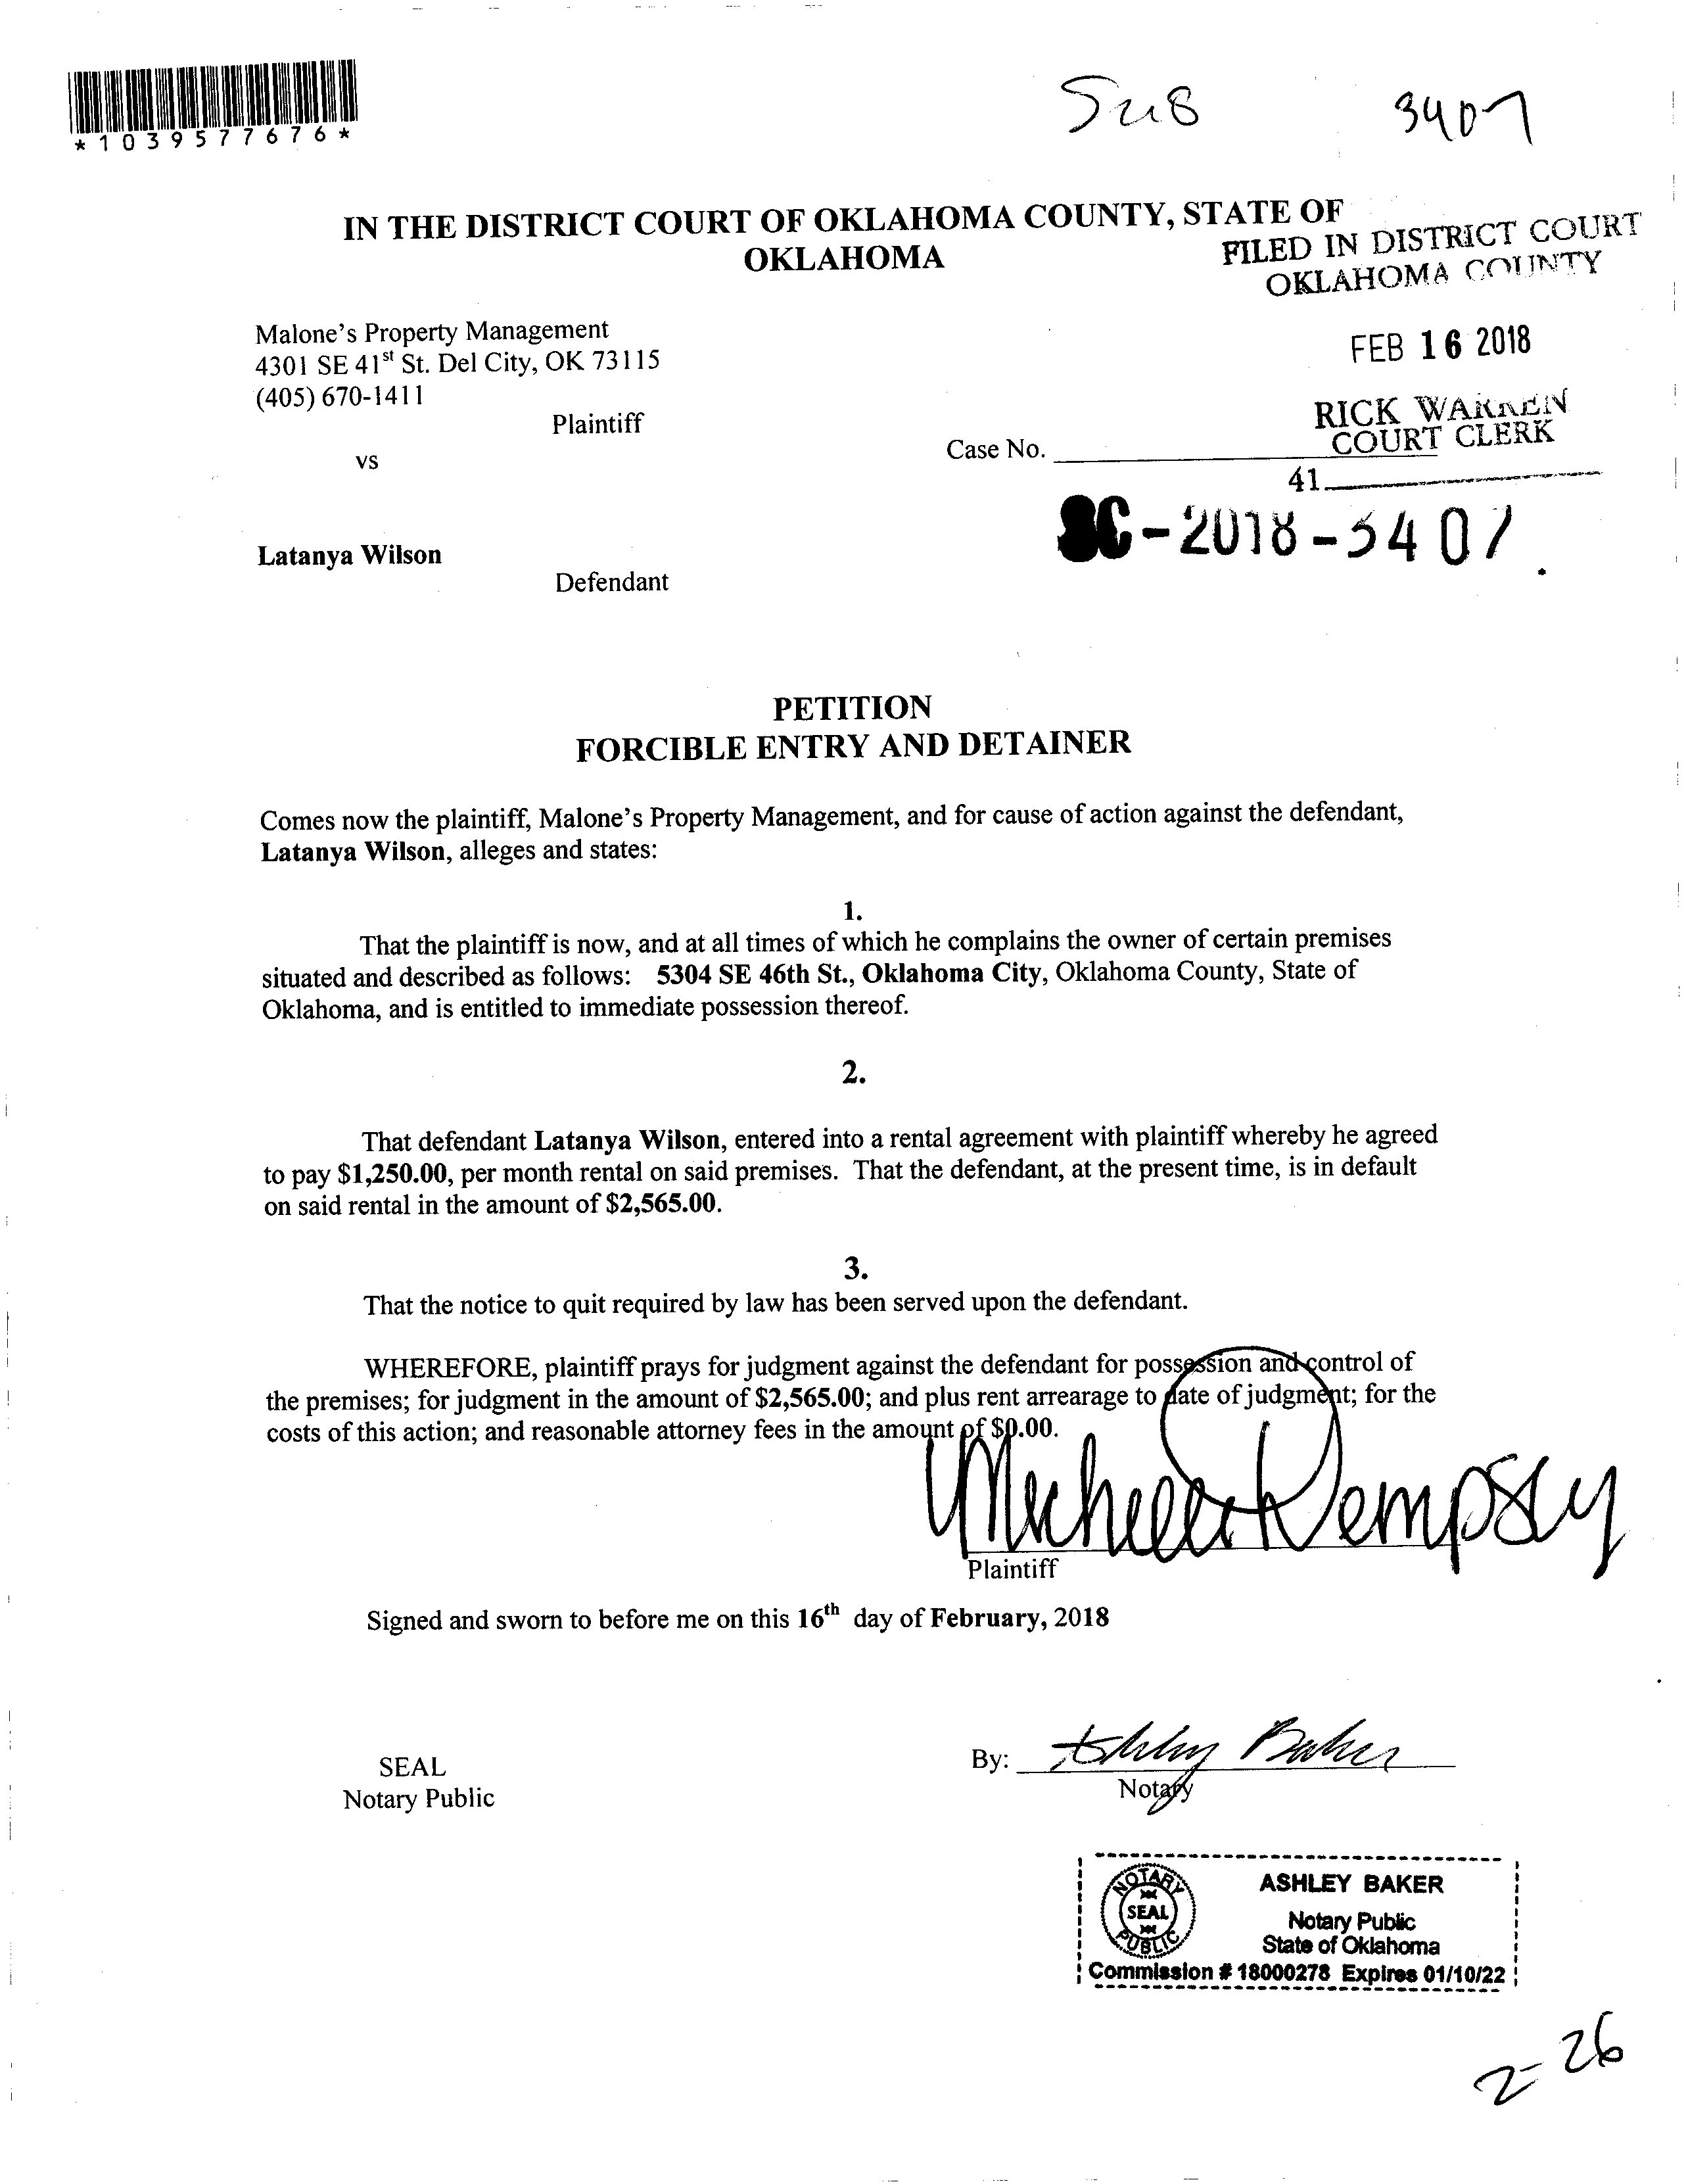 *1039577676*
SUB 3407
IN THE DISTRICT COURT OF OKLAHOMA COUNTY, STATE OF
OKLAHOMA
FILED IN DISTRICT COURT
OKLAHOMA COUNTY
Malone's Property Management
4301 SE 41st St. Del City, OK 73115
(405) 670-1411
Plaintiff
FEB 16 2018
RICK WARREN
COURT CLERK
Case No.
vs
41
SC-2018-3407
Latanya Wilson
Defendant
PETITION
FORCIBLE ENTRY AND DETAINER
Comes now the plaintiff, Malone's Property Management, and for cause of action against the defendant,
Latanya Wilson, alleges and states:
1.
That the plaintiff is now, and at all times of which he complains the owner of certain premises
situated and described as follows: 5304 SE 46th St., Oklahoma City, Oklahoma County, State of
Oklahoma, and is entitled to immediate possession thereof.
2.
That defendant Latanya Wilson, entered into a rental agreement with plaintiff whereby he agreed
to pay $1,250.00, per month rental on said premises. That the defendant, at the present time, is in default
on said rental in the amount of $2,565.00.
3.
That the notice to quit required by law has been served upon the defendant.
WHEREFORE, plaintiff prays for judgment against the defendant for possession and control of
the premises; for judgment in the amount of $2,565.00; and plus rent arrearage to date of judgment; for the
costs of this action; and reasonable attorney fees in the amount of $0.00.
Michelle Dempsey
Plaintiff
Signed and sworn to before me on this 16th day of February, 2018
SEAL
Notary Public
By: Ashley Baker
Notary
NOTARY
SEAL
PUBLIC
ASHLEY BAKER
Notary Public
State of Oklahoma
Commission # 18000278 Expires 01/10/22
2-26